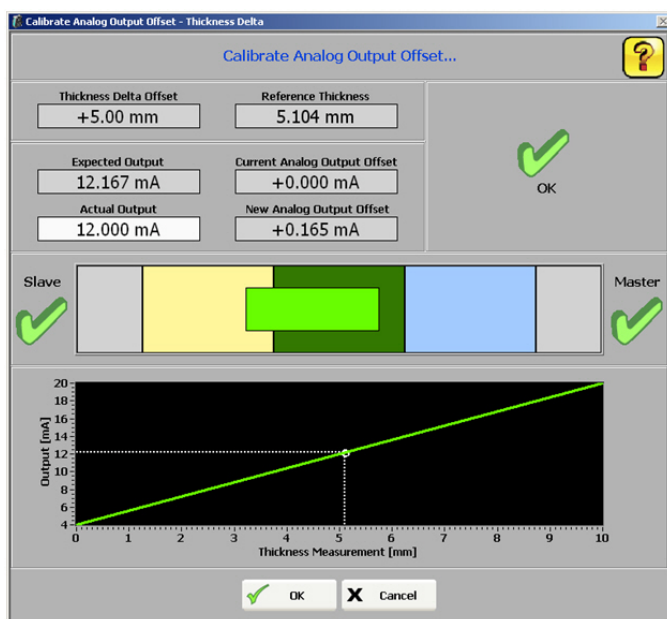 Calibrate Analog Output Offset - Thickness Delta
Calibrate Analog Output Offset...
?
Thickness Delta Offset
+5.00 mm
Reference Thickness
5.104 mm
Expected Output
12.167 mA
Current Analog Output Offset
+0.000 mA
Actual Output
12.000 mA
New Analog Output Offset
+0.165 mA
OK
Slave
Master
Output [mA]
20
18
16
14
12
10
8
6
4
0 1 2 3 4 5 6 7 8 9 10
Thickness Measurement [mm]
OK
X Cancel